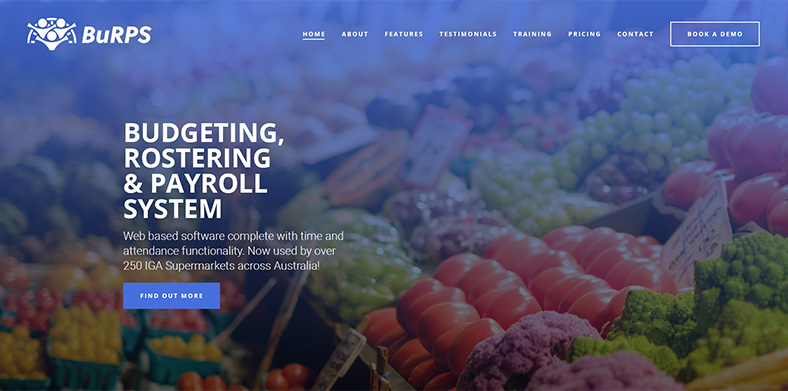 BuRPS
HOME
ABOUT
FEATURES
TESTIMONIALS
TRAINING
PRICING
CONTACT
BOOK A DEMO
BUDGETING,
ROSTERING
& PAYROLL
SYSTEM
Web based software complete with time and
attendance functionality. Now used by over
250 IGA Supermarkets across Australia!
FIND OUT MORE